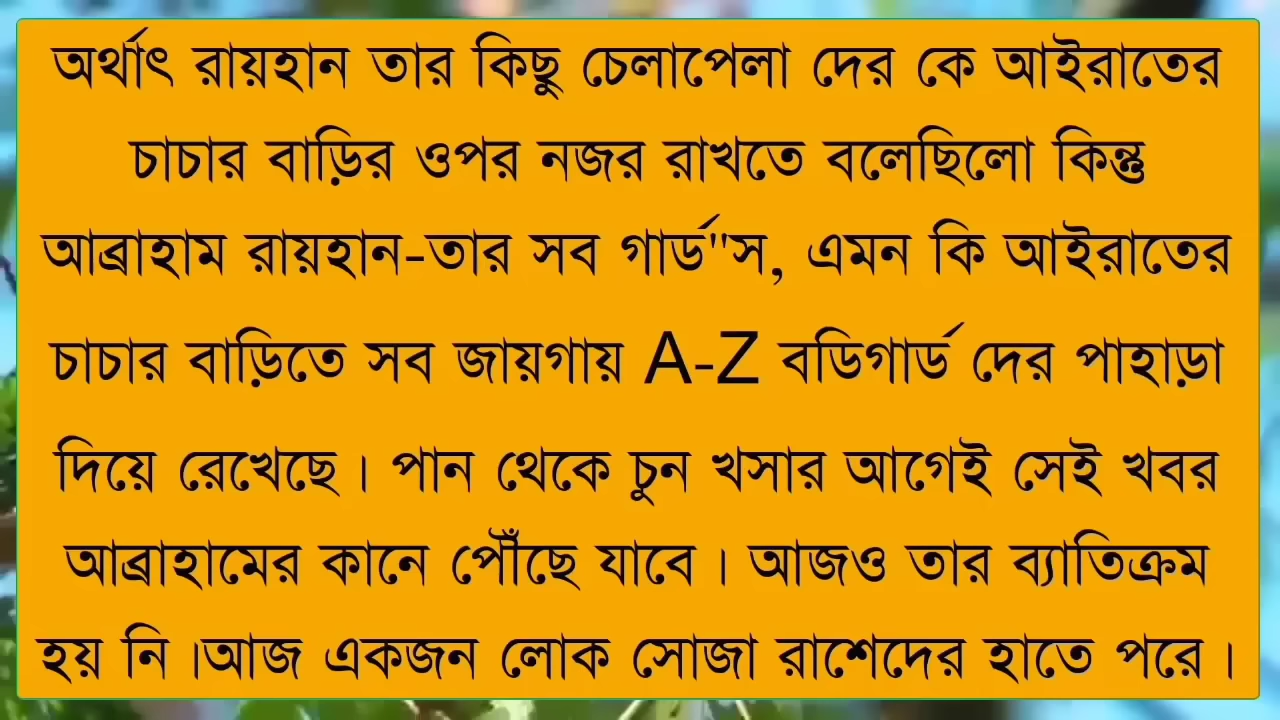 অর্থাৎ রায়হান তার কিছু চেলাপেলা দের কে আইরাতের
চাচার বাড়ির ওপর নজর রাখতে বলেছিলো কিন্তু
আব্রাহাম রায়হান-তার সব গার্ড"স, এমন কি আইরাতের
চাচার বাড়িতে সব জায়গায় A-Z বডিগার্ড দের পাহাড়া
দিয়ে রেখেছে। পান থেকে চুন খসার আগেই সেই খবর
আব্রাহামের কানে পৌঁছে যাবে। আজও তার ব্যাতিক্রম
হয় নি।আজ একজন লোক সোজা রাশেদের হাতে পরে।